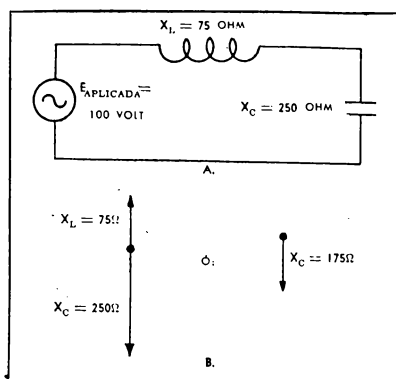 X_L = 75 OHM
E_APLICADA=
100 VOLT
X_C = 250 OHM
A.
X_L = 75Ω
X_C = 250Ω
Ó:
X_C = 175Ω
B.